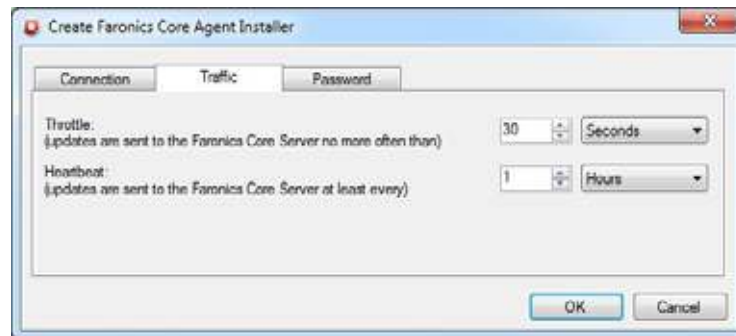 Create Faronics Core Agent Installer
Connection Traffic Password
Throttle: 30 Seconds
(updates are sent to the Faronics Core Server no more often than)
Heartbeat: 1 Hours
(updates are sent to the Faronics Core Server at least every)
OK Cancel